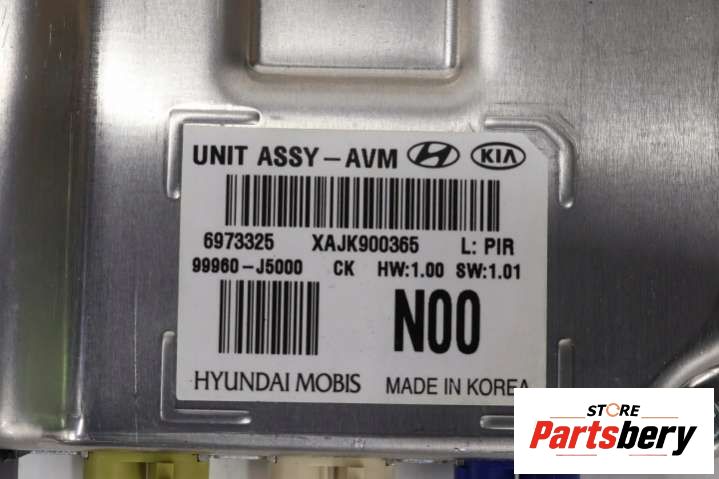 UNIT ASSY-AVM KIA
6973325 XAJK900365 L: PIR
99960-J5000 CK HW:1.00 SW:1.01
N00
HYUNDAI MOBIS MADE IN KOREA
STORE
Partsbery